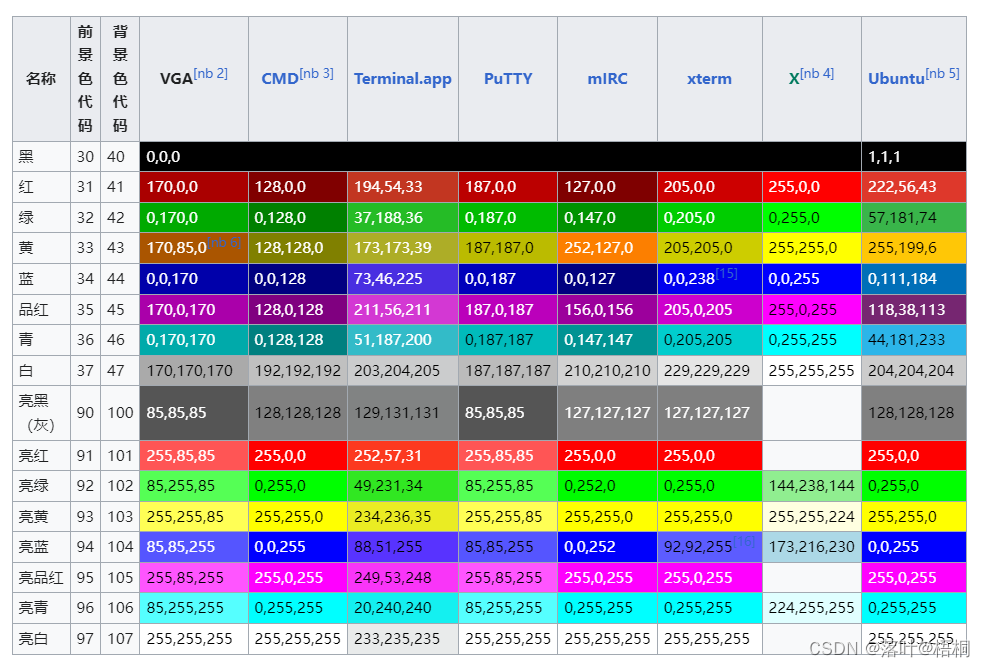 名称 前景色代码 背景色代码 VGA[nb 2] CMD[nb 3] Terminal.app PuTTY mIRC xterm X[nb 4] Ubuntu[nb 5]
黑 30 40 0,0,0 1,1,1
红 31 41 170,0,0 128,0,0 194,54,33 187,0,0 127,0,0 205,0,0 255,0,0 222,56,43
绿 32 42 0,170,0 0,128,0 37,188,36 0,187,0 0,147,0 0,205,0 0,255,0 57,181,74
黄 33 43 170,85,0 128,128,0 173,173,39 187,187,0 252,127,0 205,205,0 255,255,0 255,199,6
蓝 34 44 0,0,170 0,0,128 73,46,225 0,0,187 0,0,127 0,0,238[15] 0,0,255 0,111,184
品红 35 45 170,0,170 128,0,128 211,56,211 187,0,187 156,0,156 205,0,205 255,0,255 118,38,113
青 36 46 0,170,170 0,128,128 51,187,200 0,187,187 0,147,147 0,205,205 0,255,255 44,181,233
白 37 47 170,170,170 192,192,192 203,204,205 187,187,187 210,210,210 229,229,229 255,255,255 204,204,204
亮黑（灰） 90 100 85,85,85 128,128,128 129,131,131 85,85,85 127,127,127 127,127,127 128,128,128
亮红 91 101 255,85,85 255,0,0 252,57,31 255,85,85 255,0,0 255,0,0 255,0,0
亮绿 92 102 85,255,85 0,255,0 49,231,34 85,255,85 0,252,0 0,255,0 144,238,144 0,255,0
亮黄 93 103 255,255,85 255,255,0 234,236,35 255,255,85 255,255,0 255,255,0 255,255,224 255,255,0
亮蓝 94 104 85,85,255 0,0,255 88,51,255 85,85,255 0,0,252 92,92,255[16] 173,216,230 0,0,255
亮品红 95 105 255,85,255 255,0,255 249,53,248 255,85,255 255,0,255 255,0,255 255,0,255
亮青 96 106 85,255,255 0,255,255 20,240,240 85,255,255 0,255,255 0,255,255 224,255,255 0,255,255
亮白 97 107 255,255,255 255,255,255 233,235,235 255,255,255 255,255,255 255,255,255 255,255,255
CSDN @落叶@梧桐